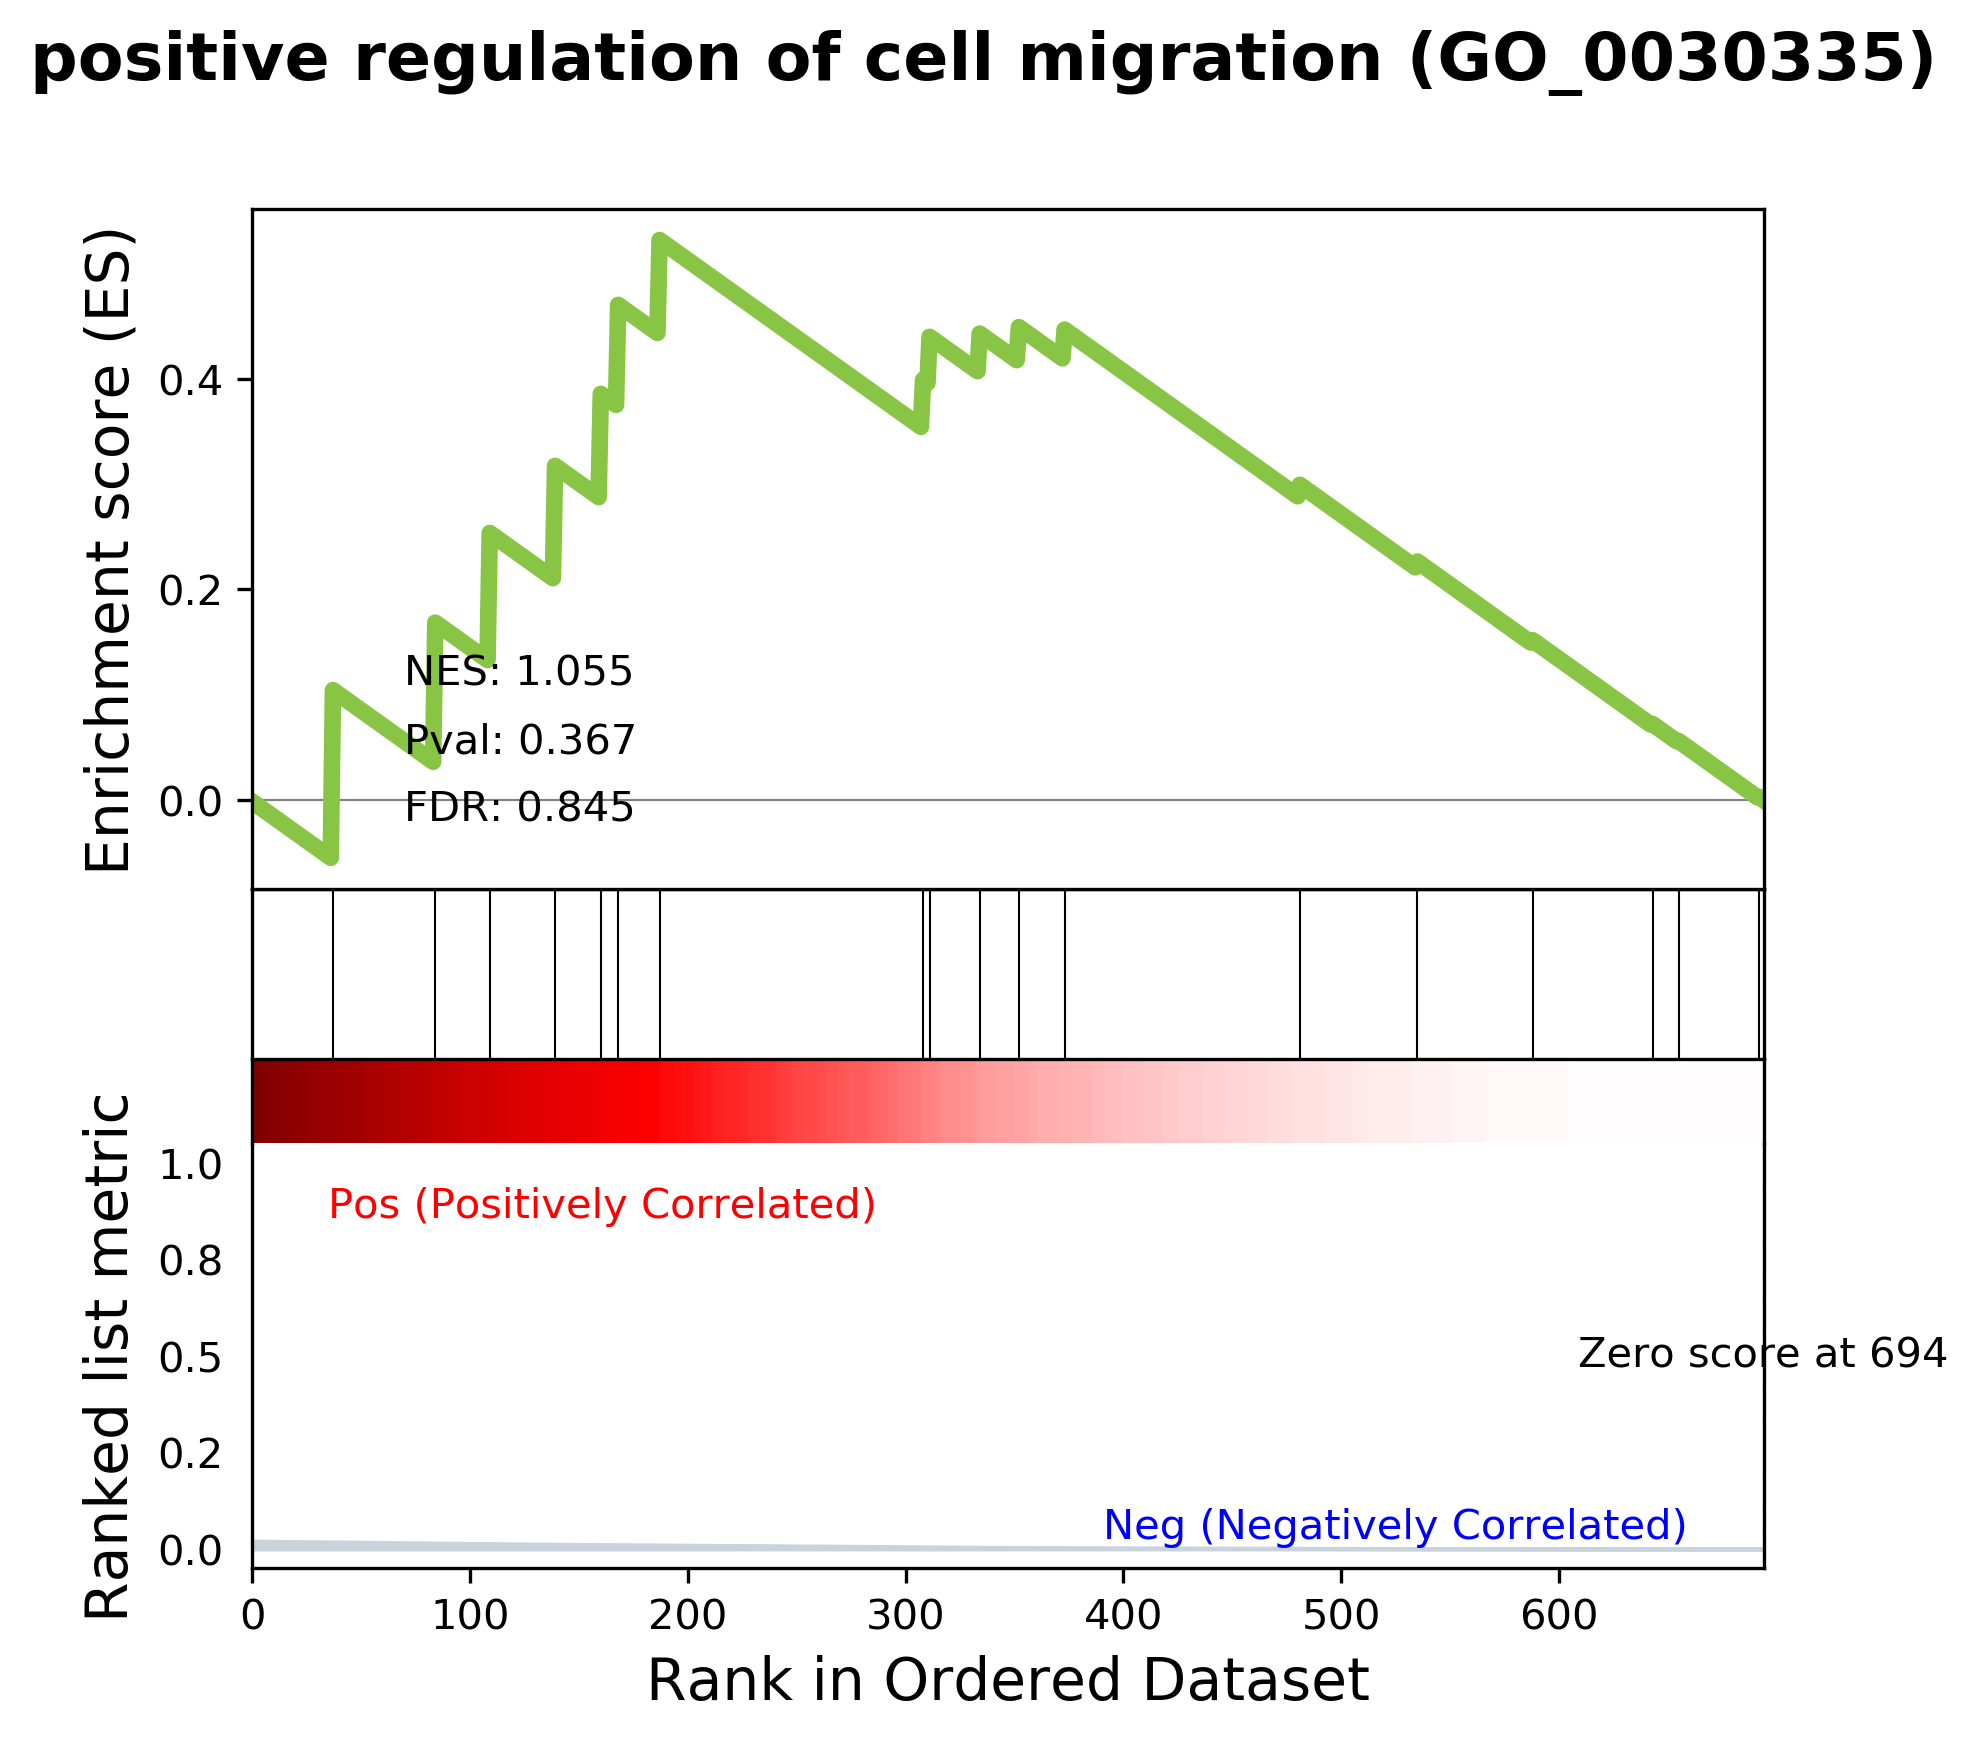 positive regulation of cell migration (GO_0030335)
Enrichment score (ES)
0.4
0.2
0.0
NES: 1.055
Pval: 0.367
FDR: 0.845
Ranked list metric
1.0
0.8
0.5
0.2
0.0
Pos (Positively Correlated)
Zero score at 694
Neg (Negatively Correlated)
0 100 200 300 400 500 600
Rank in Ordered Dataset